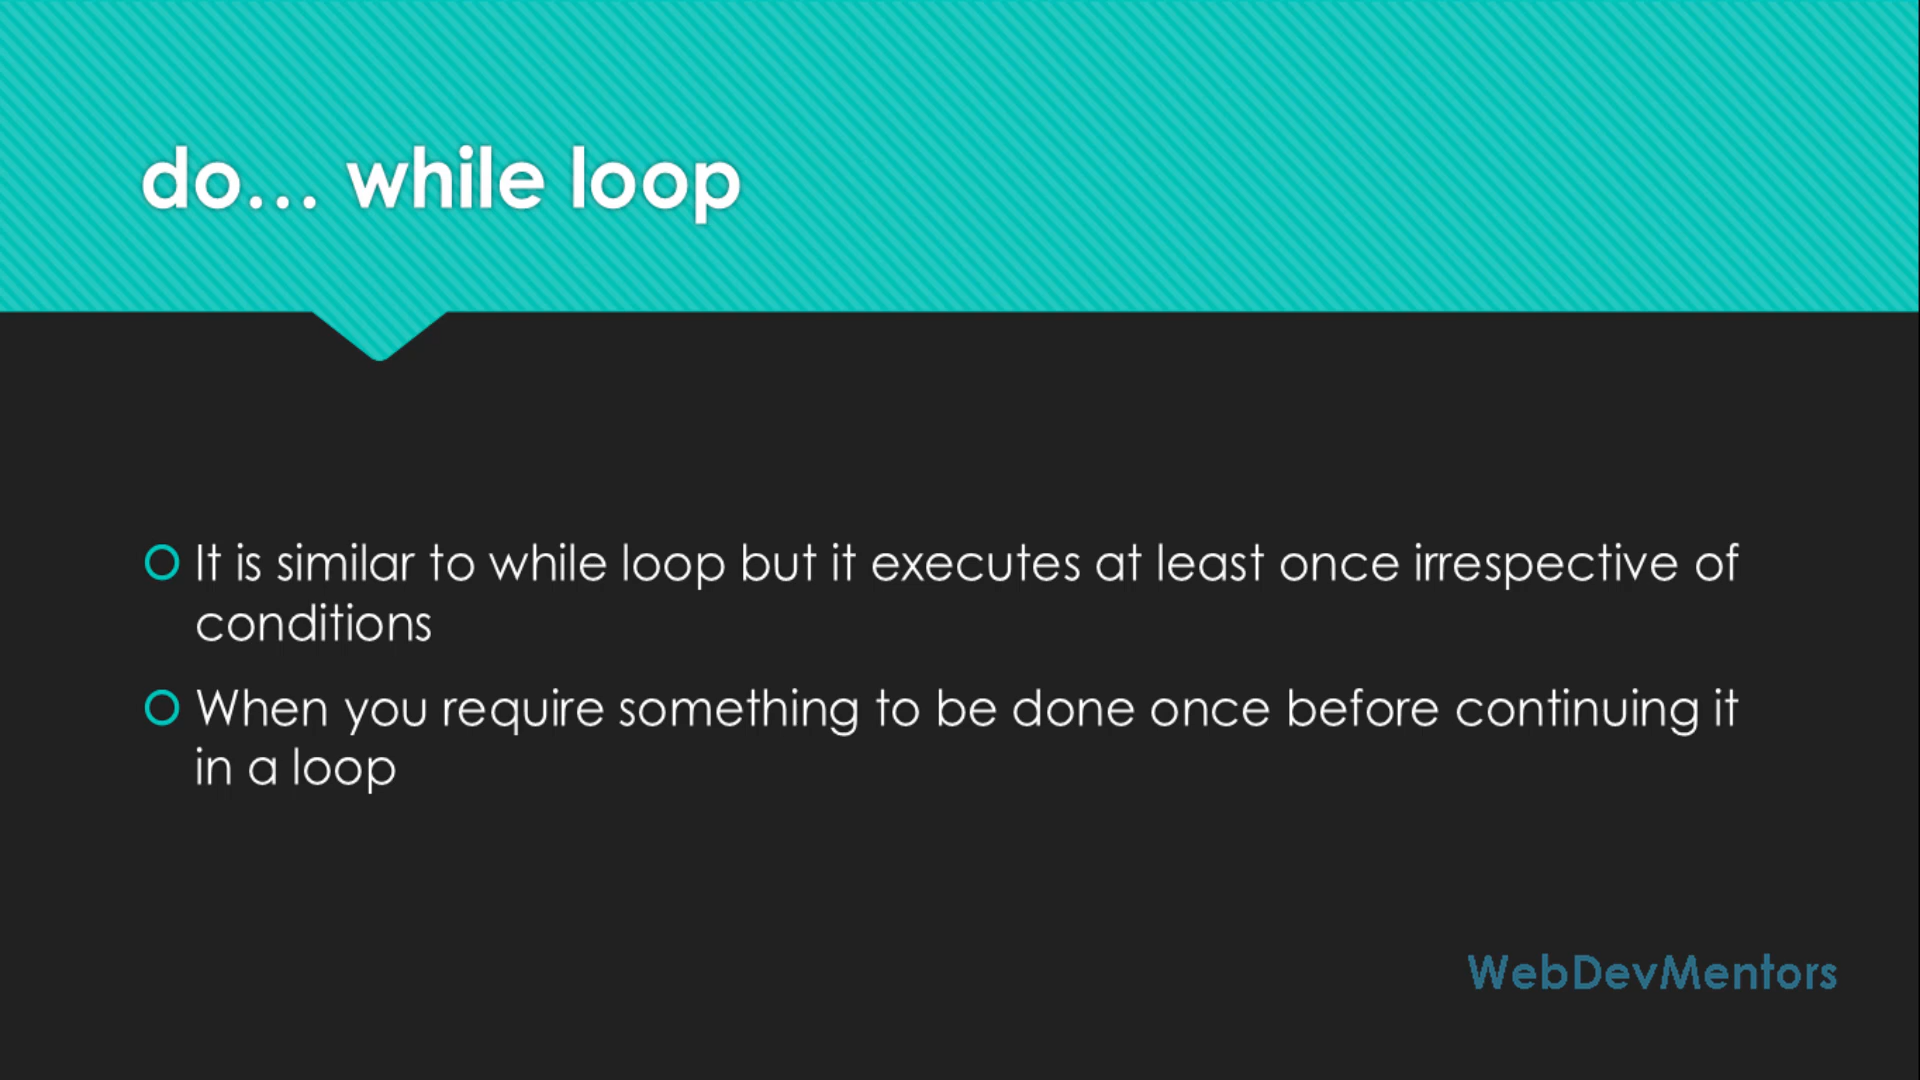 do... while loop
It is similar to while loop but it executes at least once irrespective of
conditions
When you require something to be done once before continuing it
in a loop
WebDevMentors